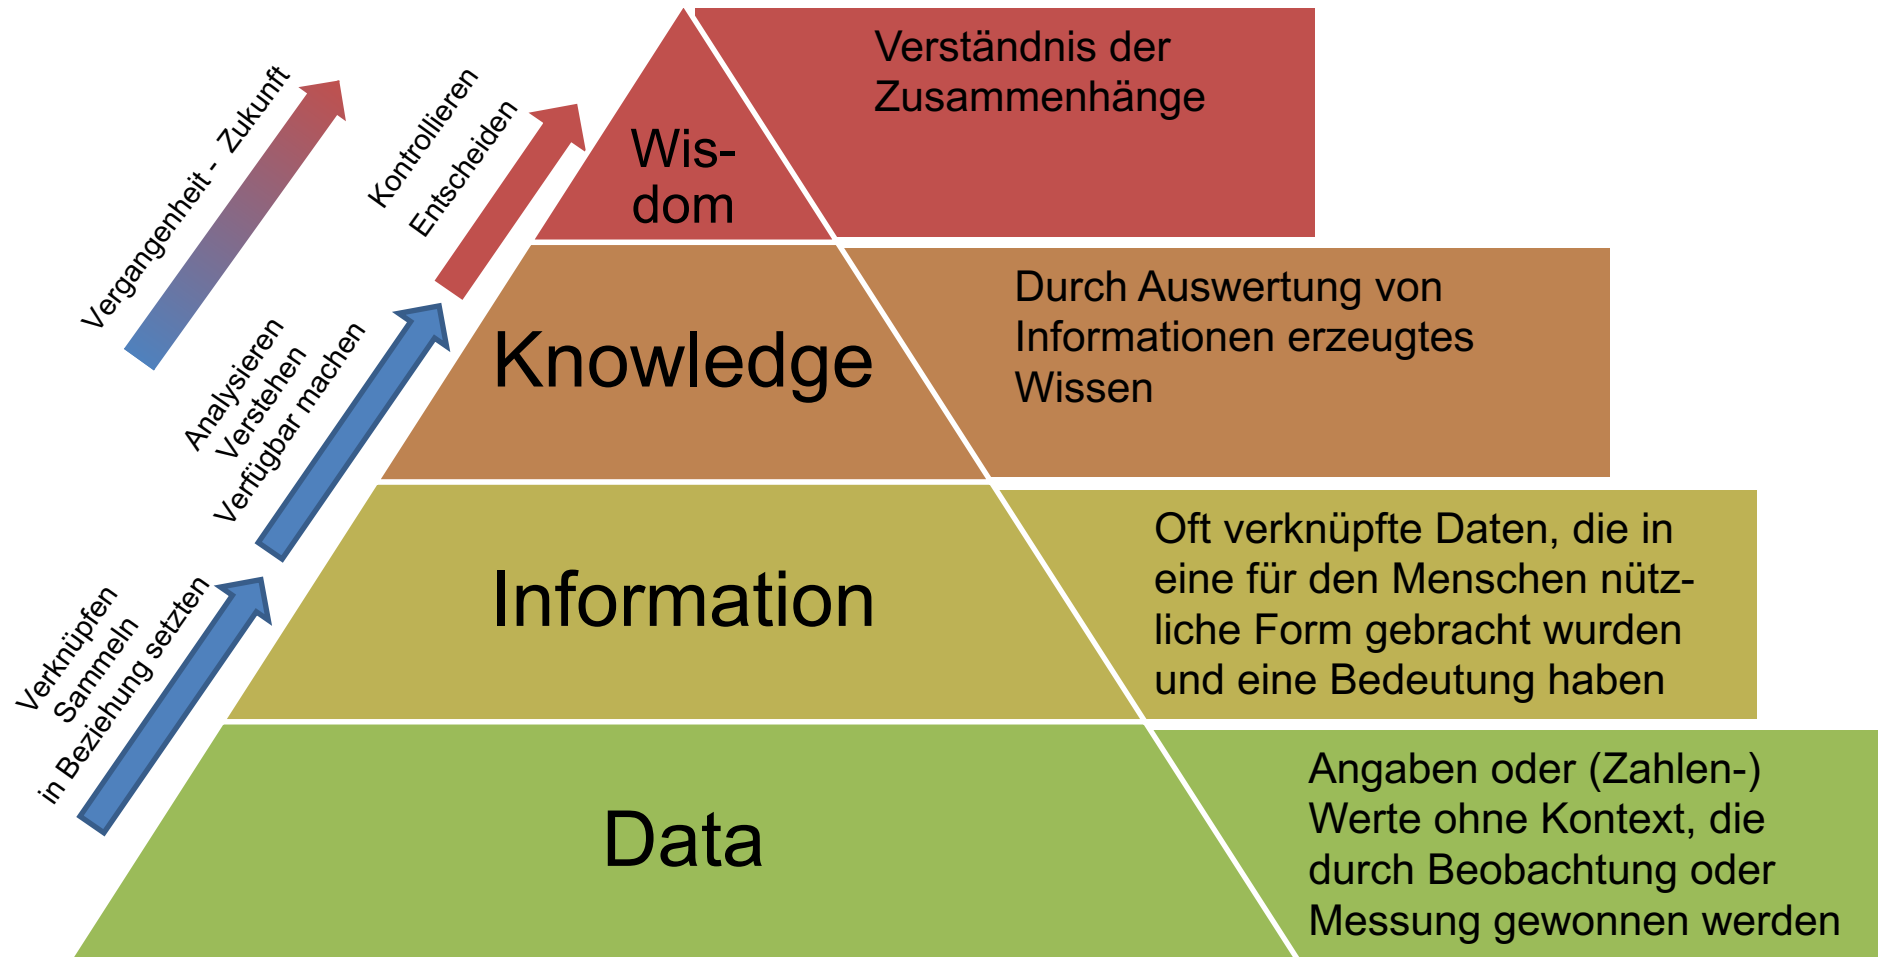 Vergangenheit - Zukunft
Kontrollieren
Entscheiden
Wis-
dom
Verständnis der
Zusammenhänge
Analysieren
Verstehen
Verfügbar machen
Knowledge
Durch Auswertung von
Informationen erzeugtes
Wissen
Verknüpfen
Sammeln
in Beziehung setzten
Information
Oft verknüpfte Daten, die in
eine für den Menschen nütz-
liche Form gebracht wurden
und eine Bedeutung haben
Data
Angaben oder (Zahlen-)
Werte ohne Kontext, die
durch Beobachtung oder
Messung gewonnen werden